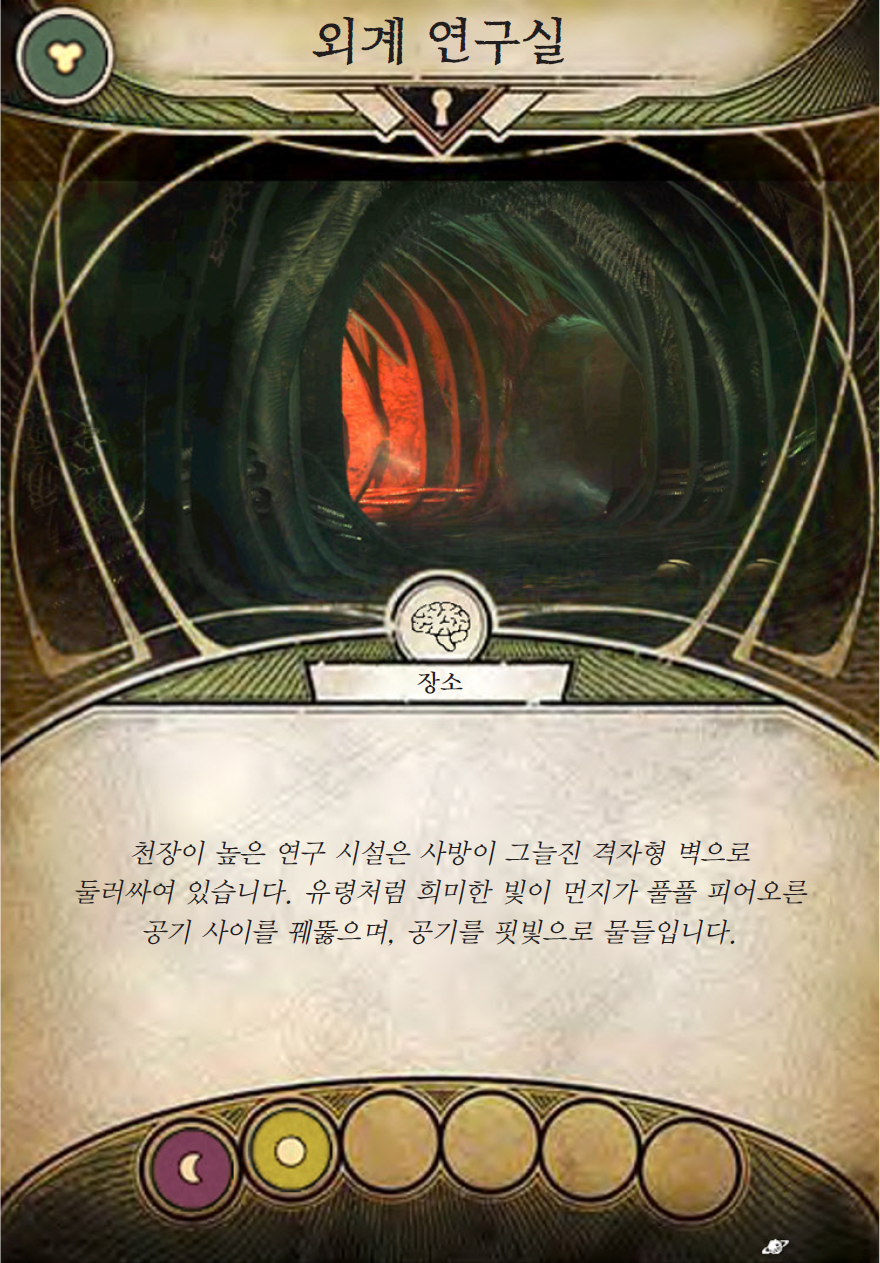 외계 연구실
장소
천장이 높은 연구 시설은 사방이 그늘진 격자형 벽으로
둘러싸여 있습니다. 유령처럼 희미한 빛이 먼지가 풀풀 피어오른
공기 사이를 꿰뚫으며, 공기를 핏빛으로 물들입니다.